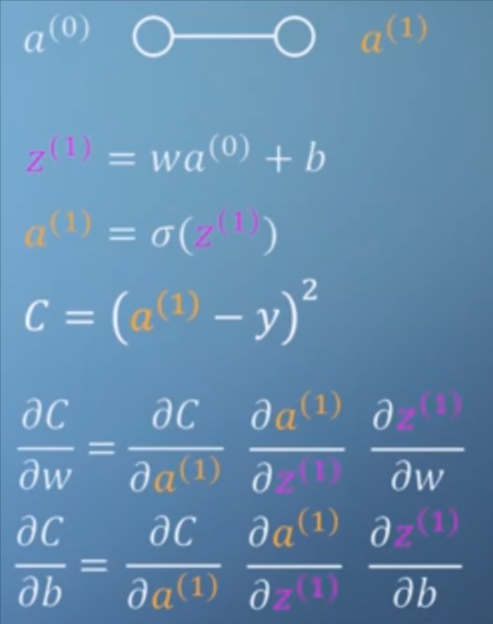 a⁽⁰⁾ a⁽¹⁾
z⁽¹⁾ = wa⁽⁰⁾ + b
a⁽¹⁾ = σ(z⁽¹⁾)
C = (a⁽¹⁾ − y)²
∂C/∂w = ∂C/∂a⁽¹⁾ ∂a⁽¹⁾/∂z⁽¹⁾ ∂z⁽¹⁾/∂w
∂C/∂b = ∂C/∂a⁽¹⁾ ∂a⁽¹⁾/∂z⁽¹⁾ ∂z⁽¹⁾/∂b